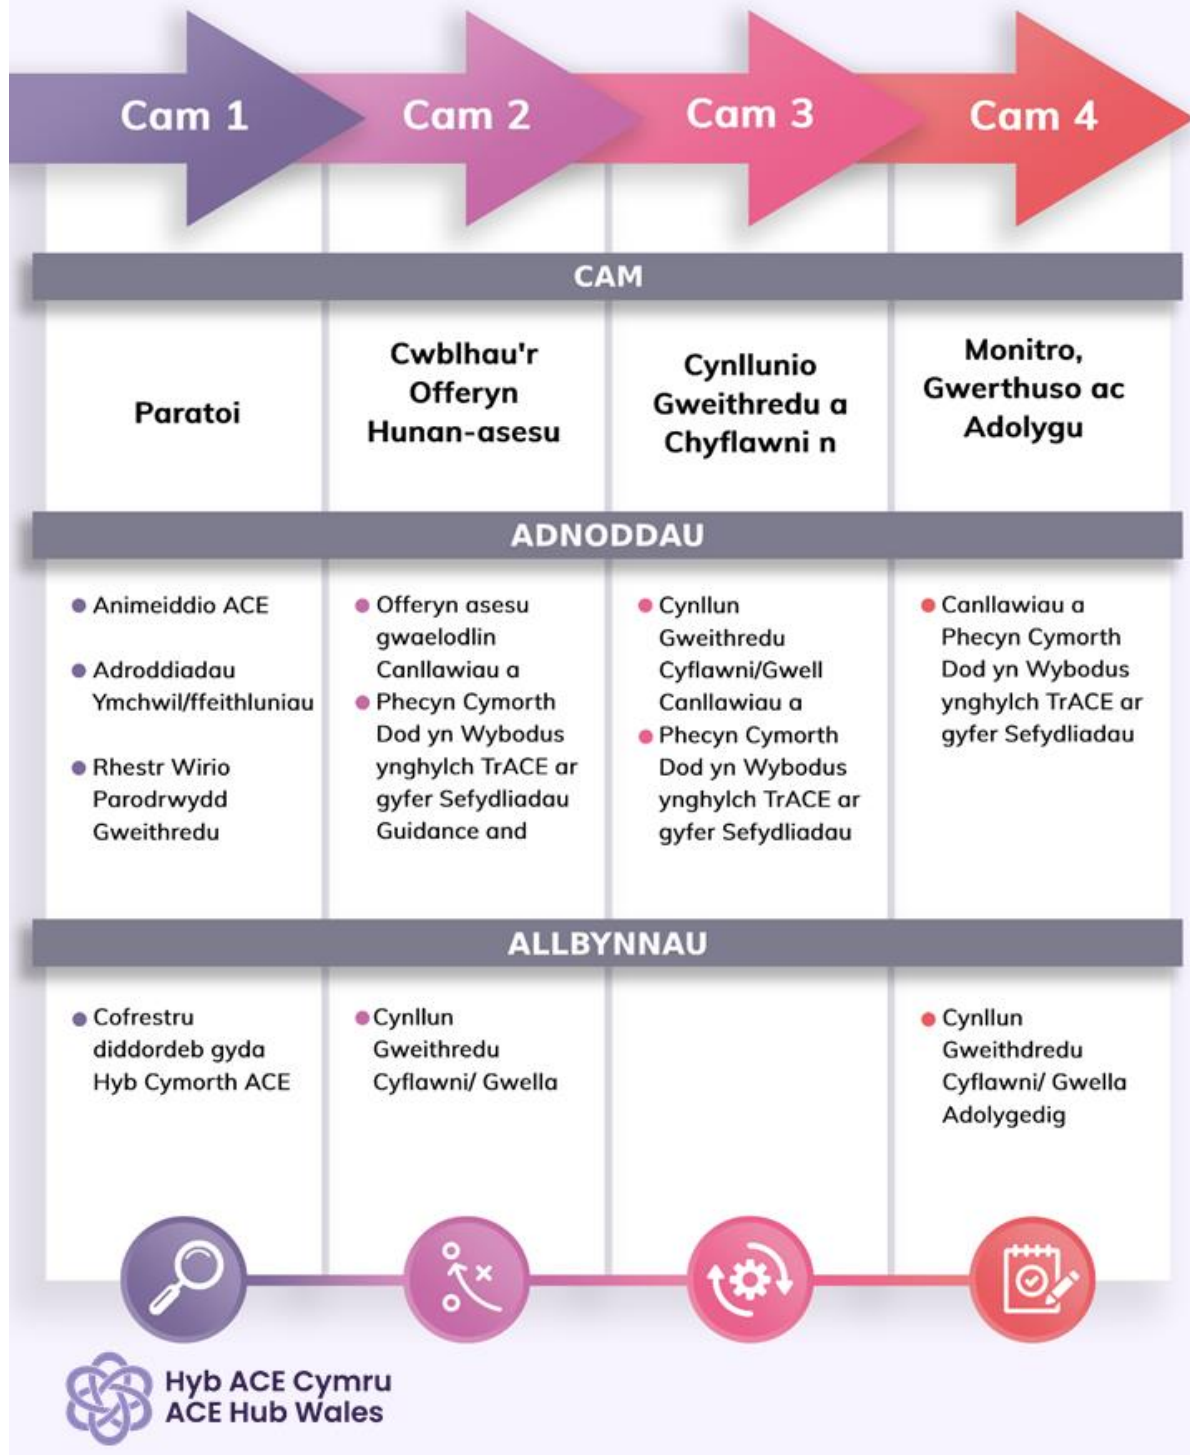 Cam 1
Cam 2
Cam 3
Cam 4
CAM
Paratoi
Cwblhau'r
Offeryn
Hunan-asesu
Cynllunio
Gweithredu a
Chyflawni n
Monitro,
Gwerthuso ac
Adolygu
ADNODDAU
Animeiddio ACE
Adroddiadau
Ymchwil/ffeithluniau
Rhestr Wirio
Parodrwydd
Gweithredu
Offeryn asesu
gwaelodlin
Canllawiau a
Phecyn Cymorth
Dod yn Wybodus
ynghylch TrACE ar
gyfer Sefydliadau
Guidance and
Cynllun
Gweithredu
Cyflawni/Gwell
Canllawiau a
Phecyn Cymorth
Dod yn Wybodus
ynghylch TrACE ar
gyfer Sefydliadau
Canllawiau a
Phecyn Cymorth
Dod yn Wybodus
ynghylch TrACE ar
gyfer Sefydliadau
ALLBYNNAU
Cofrestru
diddordeb gyda
Hyb Cymorth ACE
Cynllun
Gweithredu
Cyflawni/ Gwella
Cynllun
Gweithdredu
Cyflawni/ Gwella
Adolygedig
Hyb ACE Cymru
ACE Hub Wales